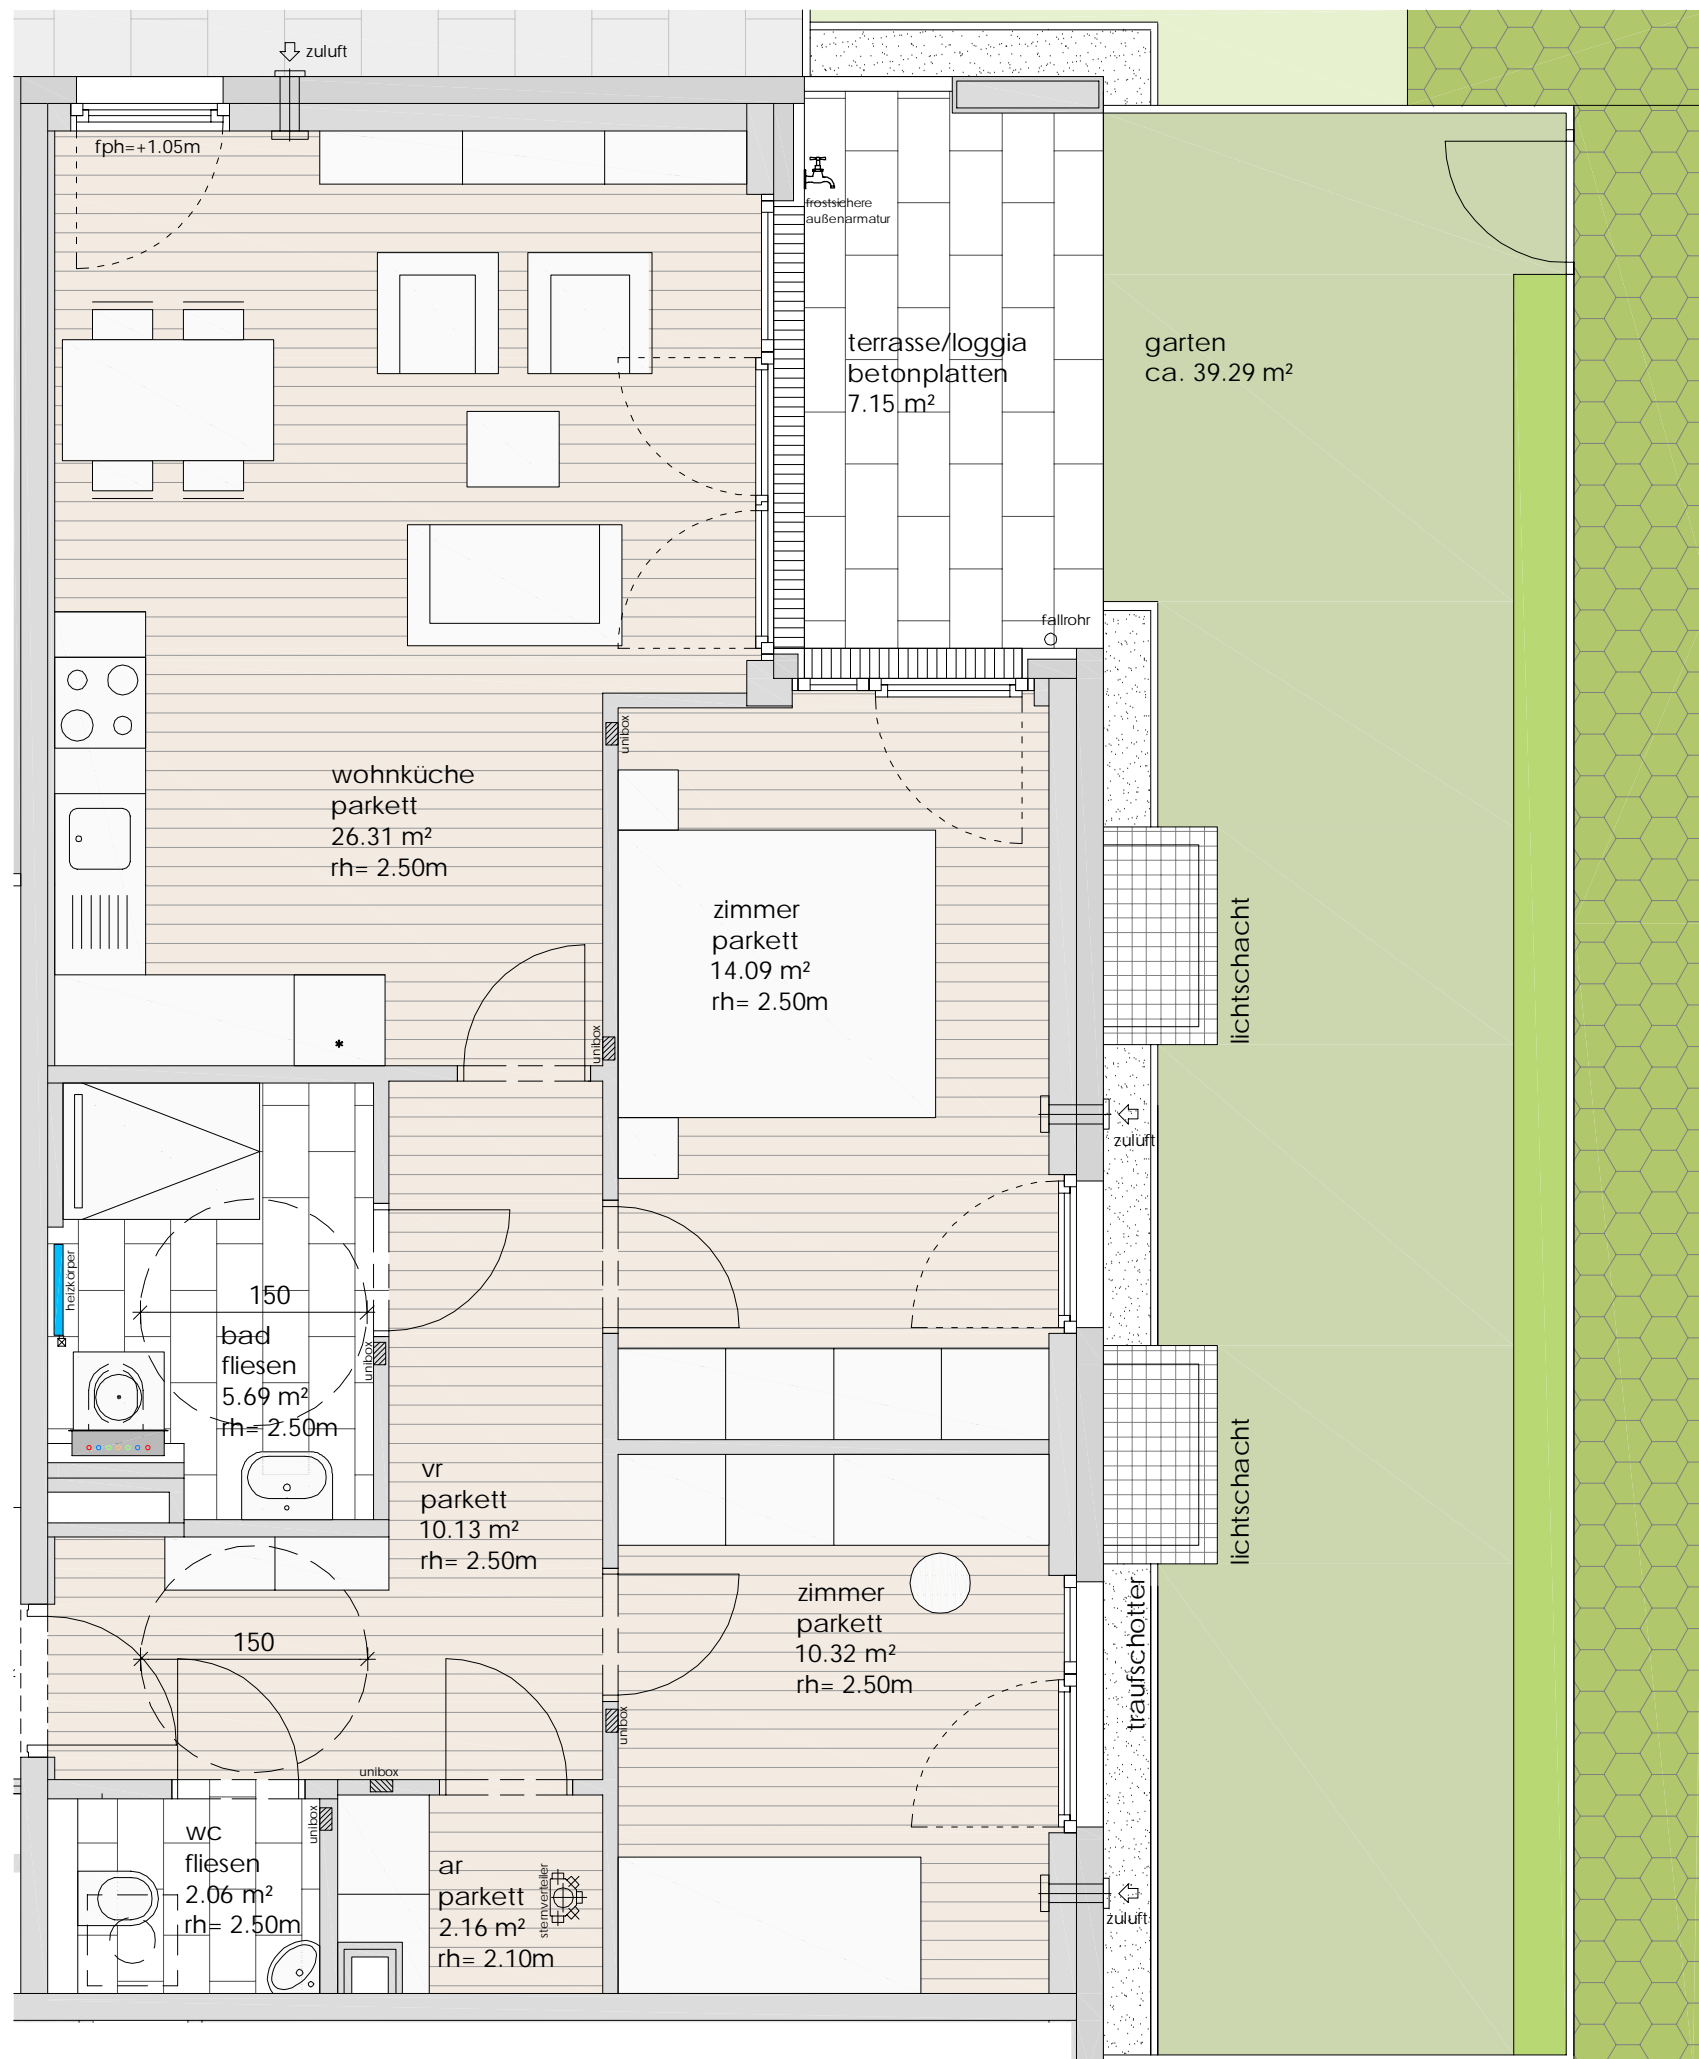 zuluft
fph=+1.05m
frostsichere
außenarmatur
terrasse/loggia
betonplatten
7.15 m²
garten
ca. 39.29 m²
fallrohr
unibox
wohnküche
parkett
26.31 m²
rh= 2.50m
zimmer
parkett
14.09 m²
rh= 2.50m
lichtschacht
unibox
zuluft
heizkörper
150
bad
fliesen
5.69 m²
rh= 2.50m
unibox
lichtschacht
vr
parkett
10.13 m²
rh= 2.50m
150
zimmer
parkett
10.32 m²
rh= 2.50m
traufschotter
unibox
unibox
unibox
wc
fliesen
2.06 m²
rh= 2.50m
ar
parkett
2.16 m²
rh= 2.10m
sternverteiler
zuluft